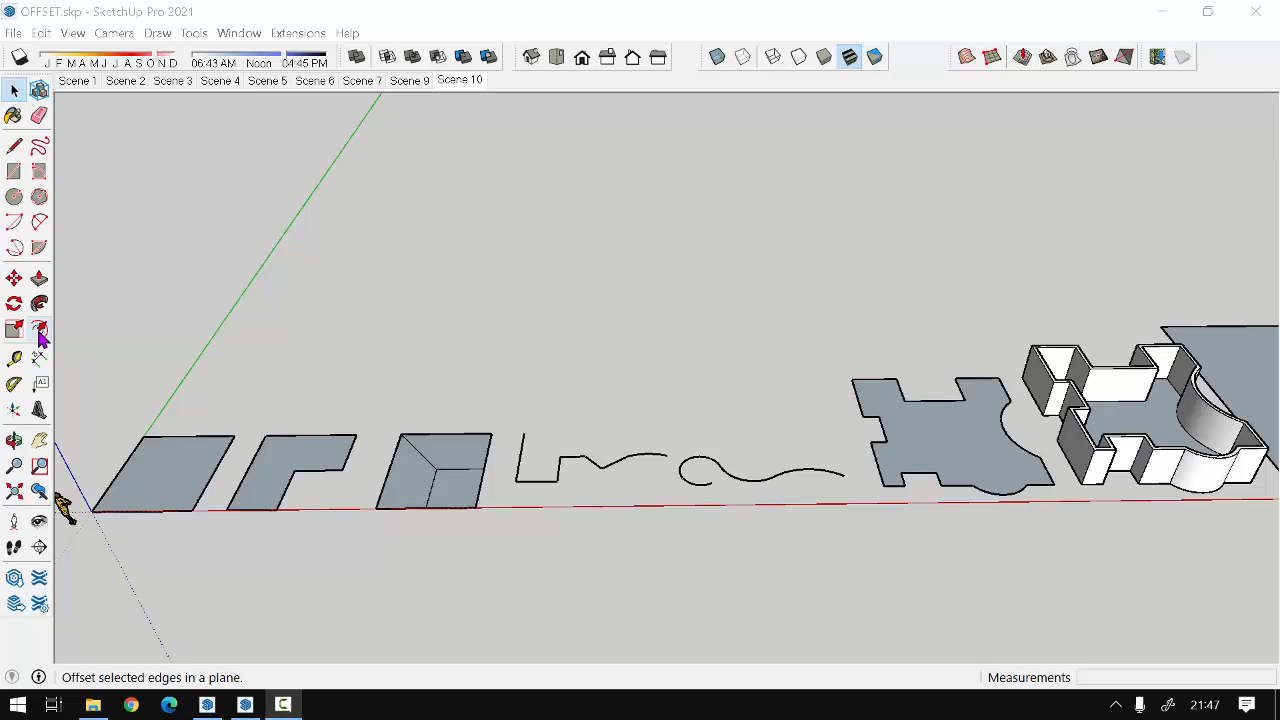 OFFSET.skp - SketchUp Pro 2021
File Edit View Camera Draw Tools Window Extensions Help
J F M A M J J A S O N D 06:43 AM Noon 04:45 PM
Scene 1 Scene 2 Scene 3 Scene 4 Scene 5 Scene 6 Scene 7 Scene 9 Scene 10
A1
Offset selected edges in a plane. Measurements
21:47